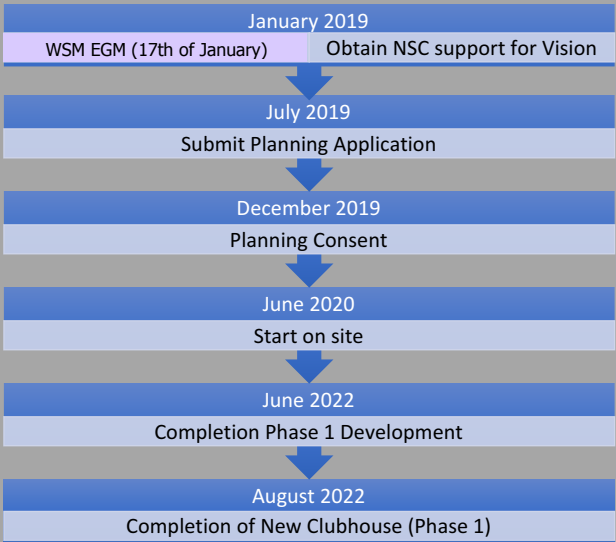 January 2019
WSM EGM (17th of January)
Obtain NSC support for Vision
July 2019
Submit Planning Application
December 2019
Planning Consent
June 2020
Start on site
June 2022
Completion Phase 1 Development
August 2022
Completion of New Clubhouse (Phase 1)